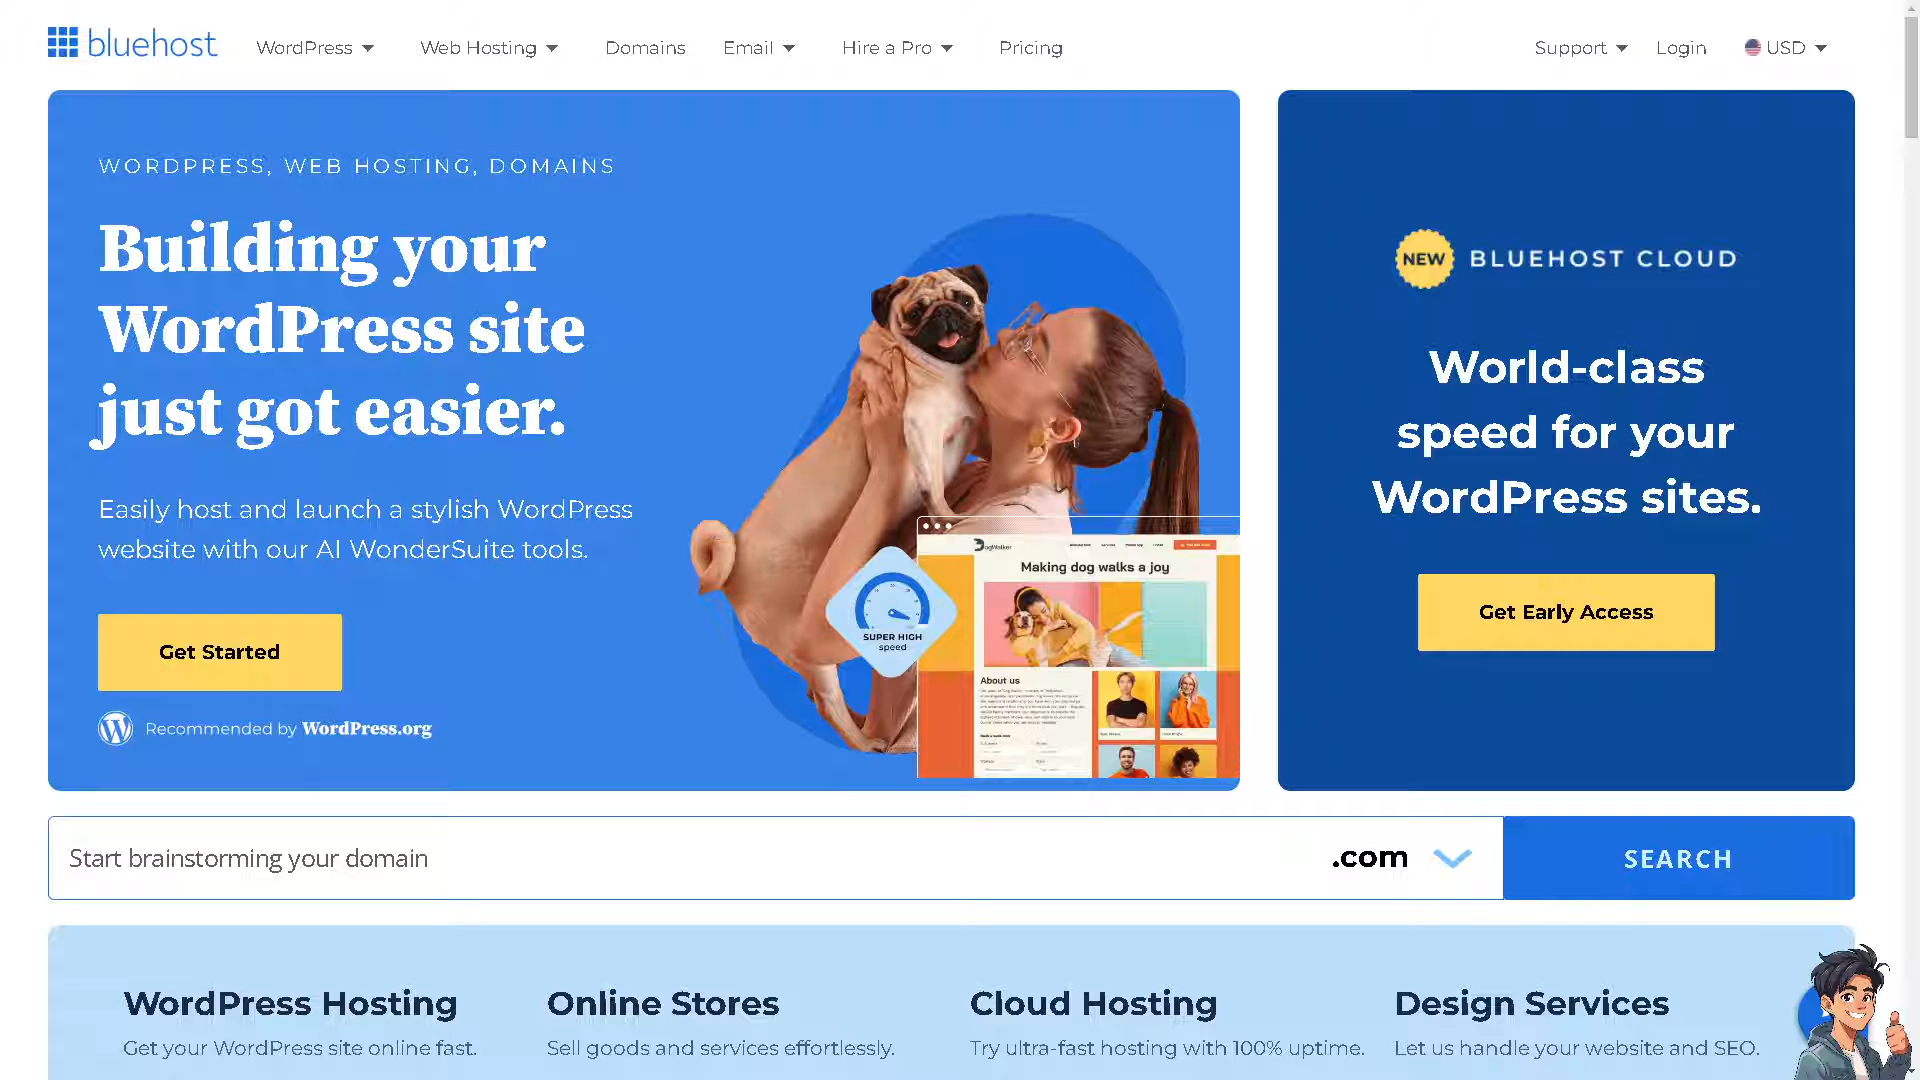 bluehost
WordPress
Web Hosting
Domains
Email
Hire a Pro
Pricing
Support
Login
USD
WORDPRESS, WEB HOSTING, DOMAINS
Building your
WordPress site
just got easier.
Easily host and launch a stylish WordPress
website with our AI WonderSuite tools.
Get Started
Recommended by WordPress.org
SUPER HIGH
speed
Making dog walks a joy
About us
NEW BLUEHOST CLOUD
World-class
speed for your
WordPress sites.
Get Early Access
Start brainstorming your domain
.com
SEARCH
WordPress Hosting
Get your WordPress site online fast.
Online Stores
Sell goods and services effortlessly.
Cloud Hosting
Try ultra-fast hosting with 100% uptime.
Design Services
Let us handle your website and SEO.